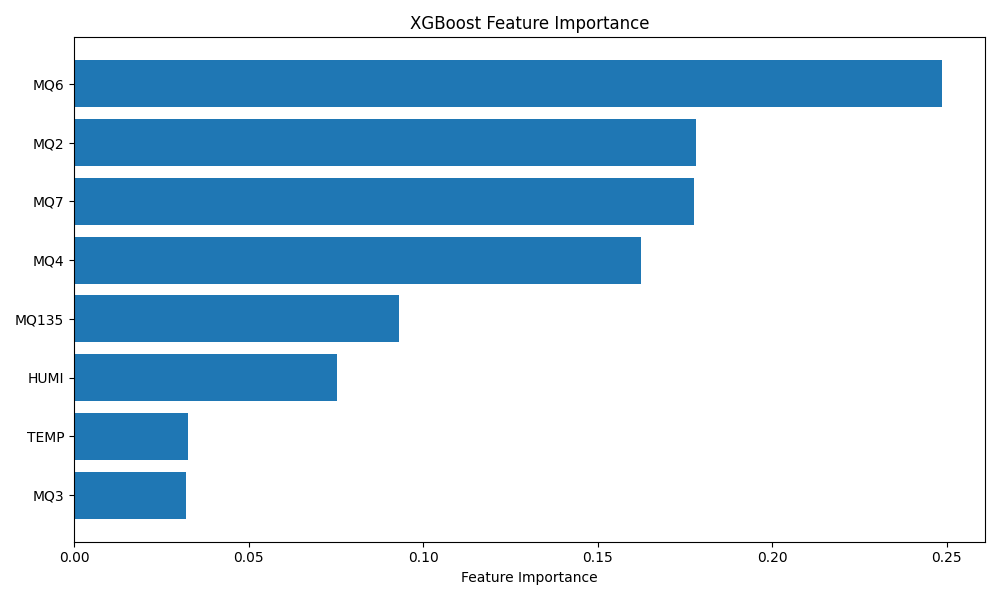 XGBoost Feature Importance
MQ6
MQ2
MQ7
MQ4
MQ135
HUMI
TEMP
MQ3
0.00 0.05 0.10 0.15 0.20 0.25
Feature Importance